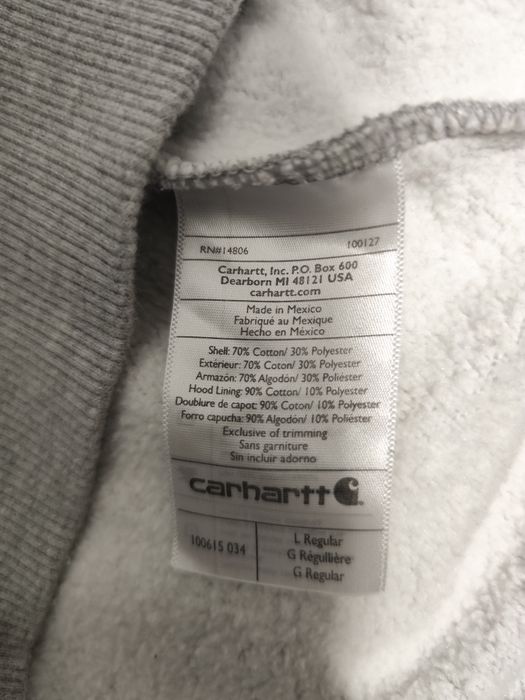 RN#14806 100127
Carhartt, Inc. P.O. Box 600
Dearborn MI 48121 USA
carhartt.com
Made in Mexico
Fabriqué au Mexique
Hecho en México
Shell: 70% Cotton/ 30% Polyester
Extérieur: 70% Coton/ 30% Polyester
Armazón: 70% Algodón/ 30% Poliéster
Hood Lining: 90% Cotton/ 10% Polyester
Doublure de capot: 90% Coton/ 10% Polyester
Forro capucha: 90% Algodón/ 10% Poliéster
Exclusive of trimming
Sans garniture
Sin incluir adorno
carhartt
100615 034
L Regular
G Régullière
G Regular